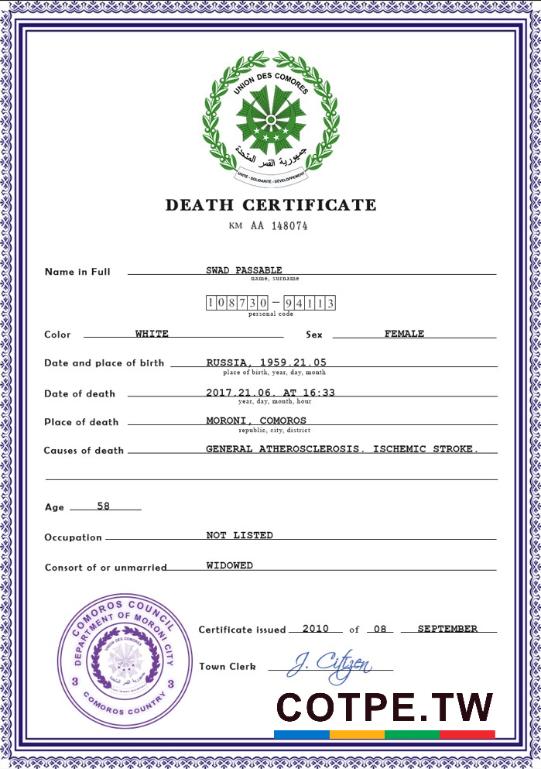 UNION DES COMORES
جمهورية القمر المتحدة
UNITE - SOLIDARITE - DEVELOPPEMENT
DEATH CERTIFICATE
KM AA 148074
Name in Full SWAD PASSABLE
name, surname
108730-94113
personal code
Color WHITE Sex FEMALE
Date and place of birth RUSSIA, 1959.21.05
place of birth, year, day, month
Date of death 2017.21.06. AT 16:33
year, day, month, hour
Place of death MORONI, COMOROS
republic, city, district
Causes of death GENERAL ATHEROSCLEROSIS. ISCHEMIC STROKE.
Age 58
Occupation NOT LISTED
Consort of or unmarried WIDOWED
COMOROS COUNCIL
DEPARTMENT OF MORONI CITY
3 3
COMOROS COUNTRY
Certificate issued 2010 of 08 SEPTEMBER
Town Clerk J. Citizen
COTPE.TW